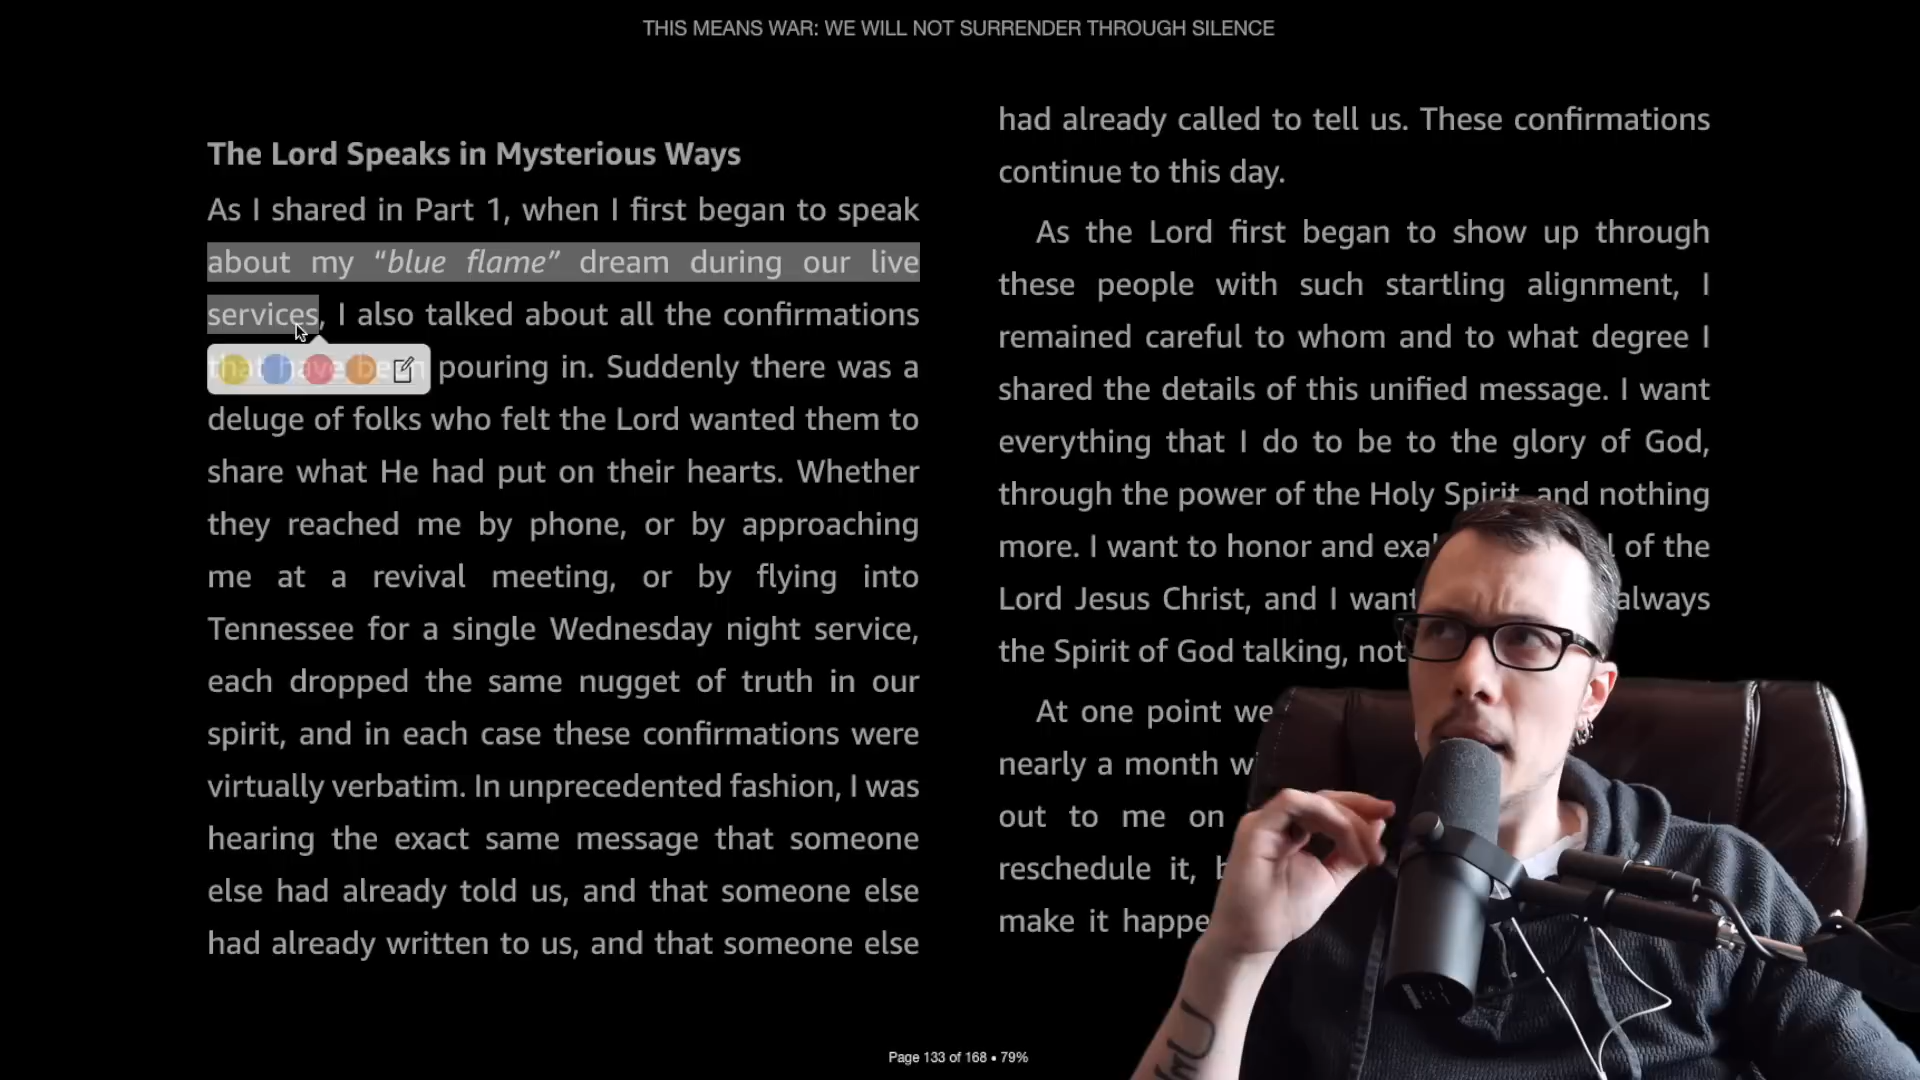 THIS MEANS WAR: WE WILL NOT SURRENDER THROUGH SILENCE
The Lord Speaks in Mysterious Ways
As I shared in Part 1, when I first began to speak
about my “blue flame” dream during our live
services, I also talked about all the confirmations
that have been pouring in. Suddenly there was a
deluge of folks who felt the Lord wanted them to
share what He had put on their hearts. Whether
they reached me by phone, or by approaching
me at a revival meeting, or by flying into
Tennessee for a single Wednesday night service,
each dropped the same nugget of truth in our
spirit, and in each case these confirmations were
virtually verbatim. In unprecedented fashion, I was
hearing the exact same message that someone
else had already told us, and that someone else
had already written to us, and that someone else
had already called to tell us. These confirmations
continue to this day.
As the Lord first began to show up through
these people with such startling alignment, I
remained careful to whom and to what degree I
shared the details of this unified message. I want
everything that I do to be to the glory of God,
through the power of the Holy Spirit, and nothing
more. I want to honor and of the
Lord Jesus Christ, and I want always
the Spirit of God talking, not
At one point we
nearly a month
out to me on
reschedule it,
make it
Page 133 of 168 • 79%